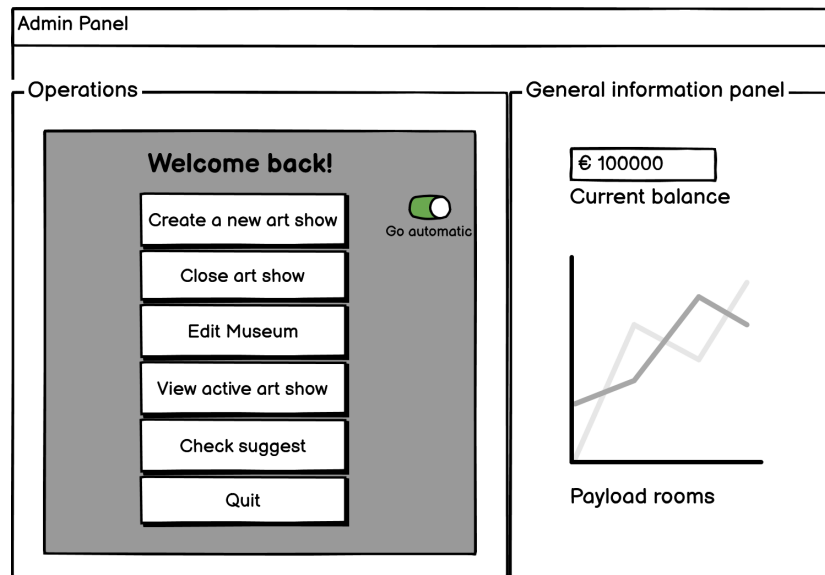 Admin Panel
Operations
Welcome back!
Create a new art show
Go automatic
Close art show
Edit Museum
View active art show
Check suggest
Quit
General information panel
€ 100000
Current balance
Payload rooms